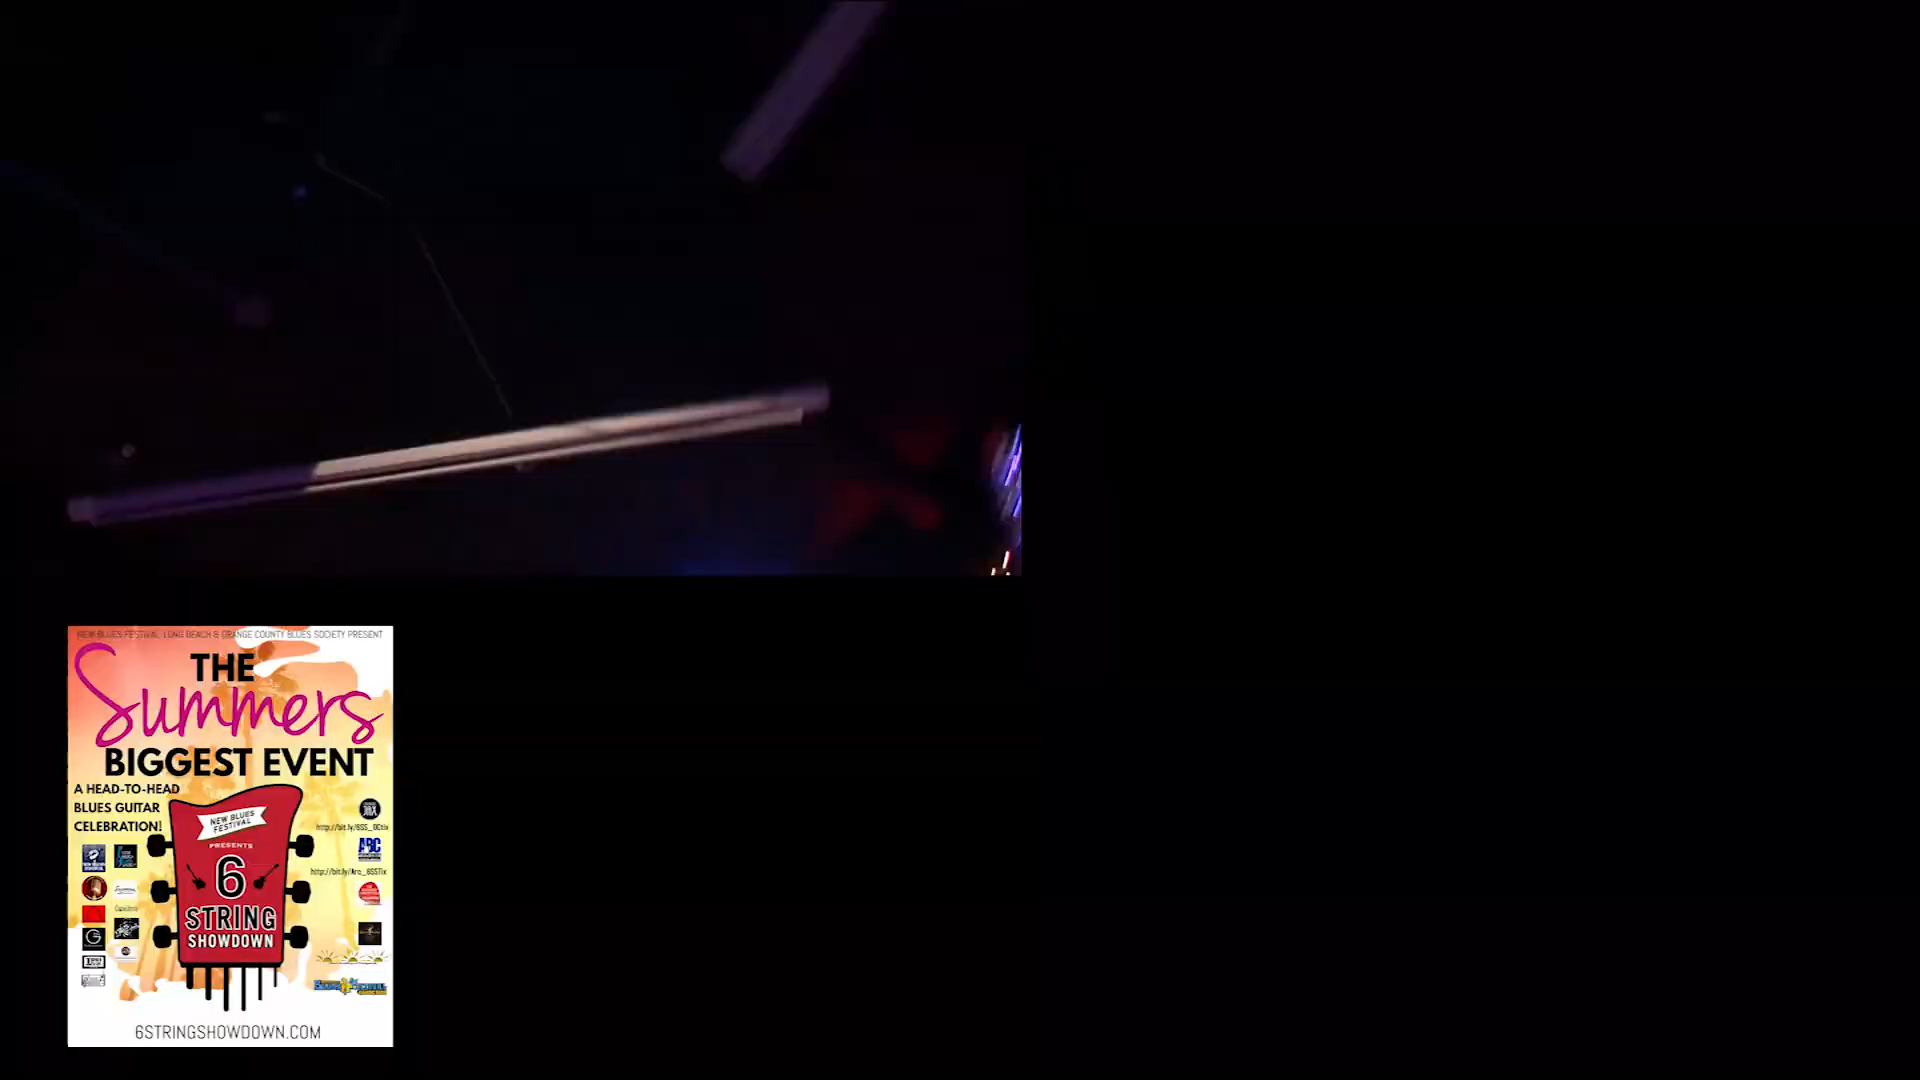 NEW BLUES FESTIVAL, LONG BEACH & ORANGE COUNTY BLUES SOCIETY PRESENT
THE
Summers
BIGGEST EVENT
A HEAD-TO-HEAD
BLUES GUITAR
CELEBRATION!
NEW BLUES
FESTIVAL
PRESENTS
6
STRING
SHOWDOWN
6STRINGSHOWDOWN.COM